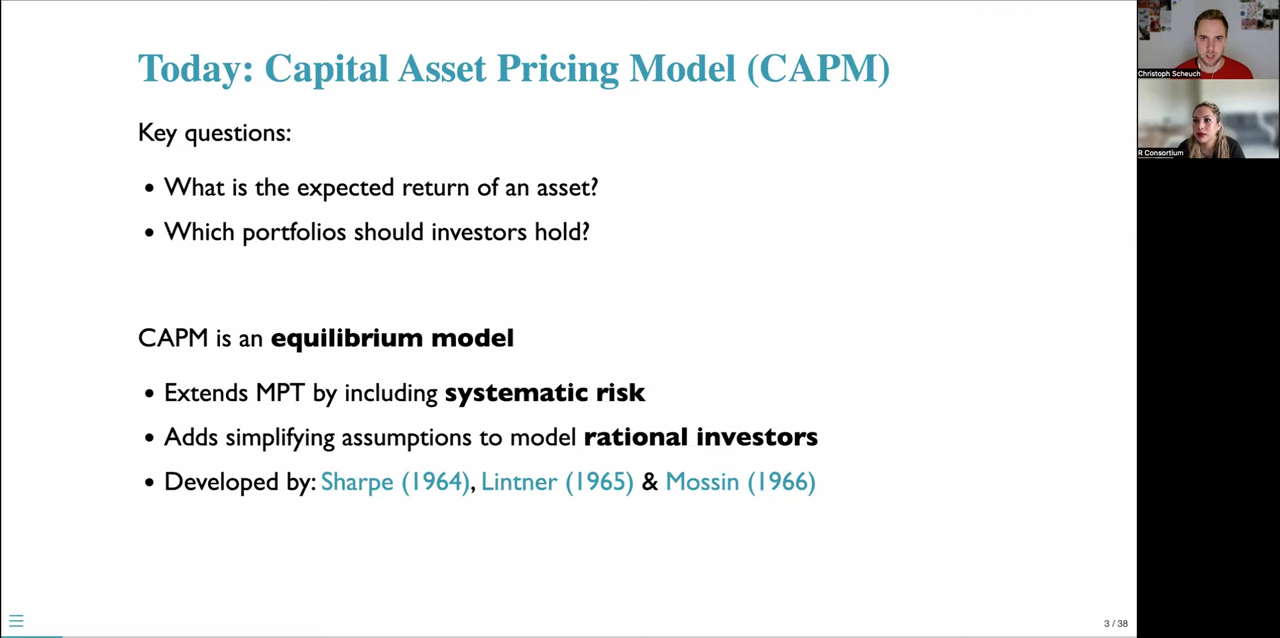 Today: Capital Asset Pricing Model (CAPM)
Key questions:
• What is the expected return of an asset?
• Which portfolios should investors hold?
CAPM is an equilibrium model
• Extends MPT by including systematic risk
• Adds simplifying assumptions to model rational investors
• Developed by: Sharpe (1964), Lintner (1965) & Mossin (1966)
3 / 38
Christoph Scheuch
R Consortium